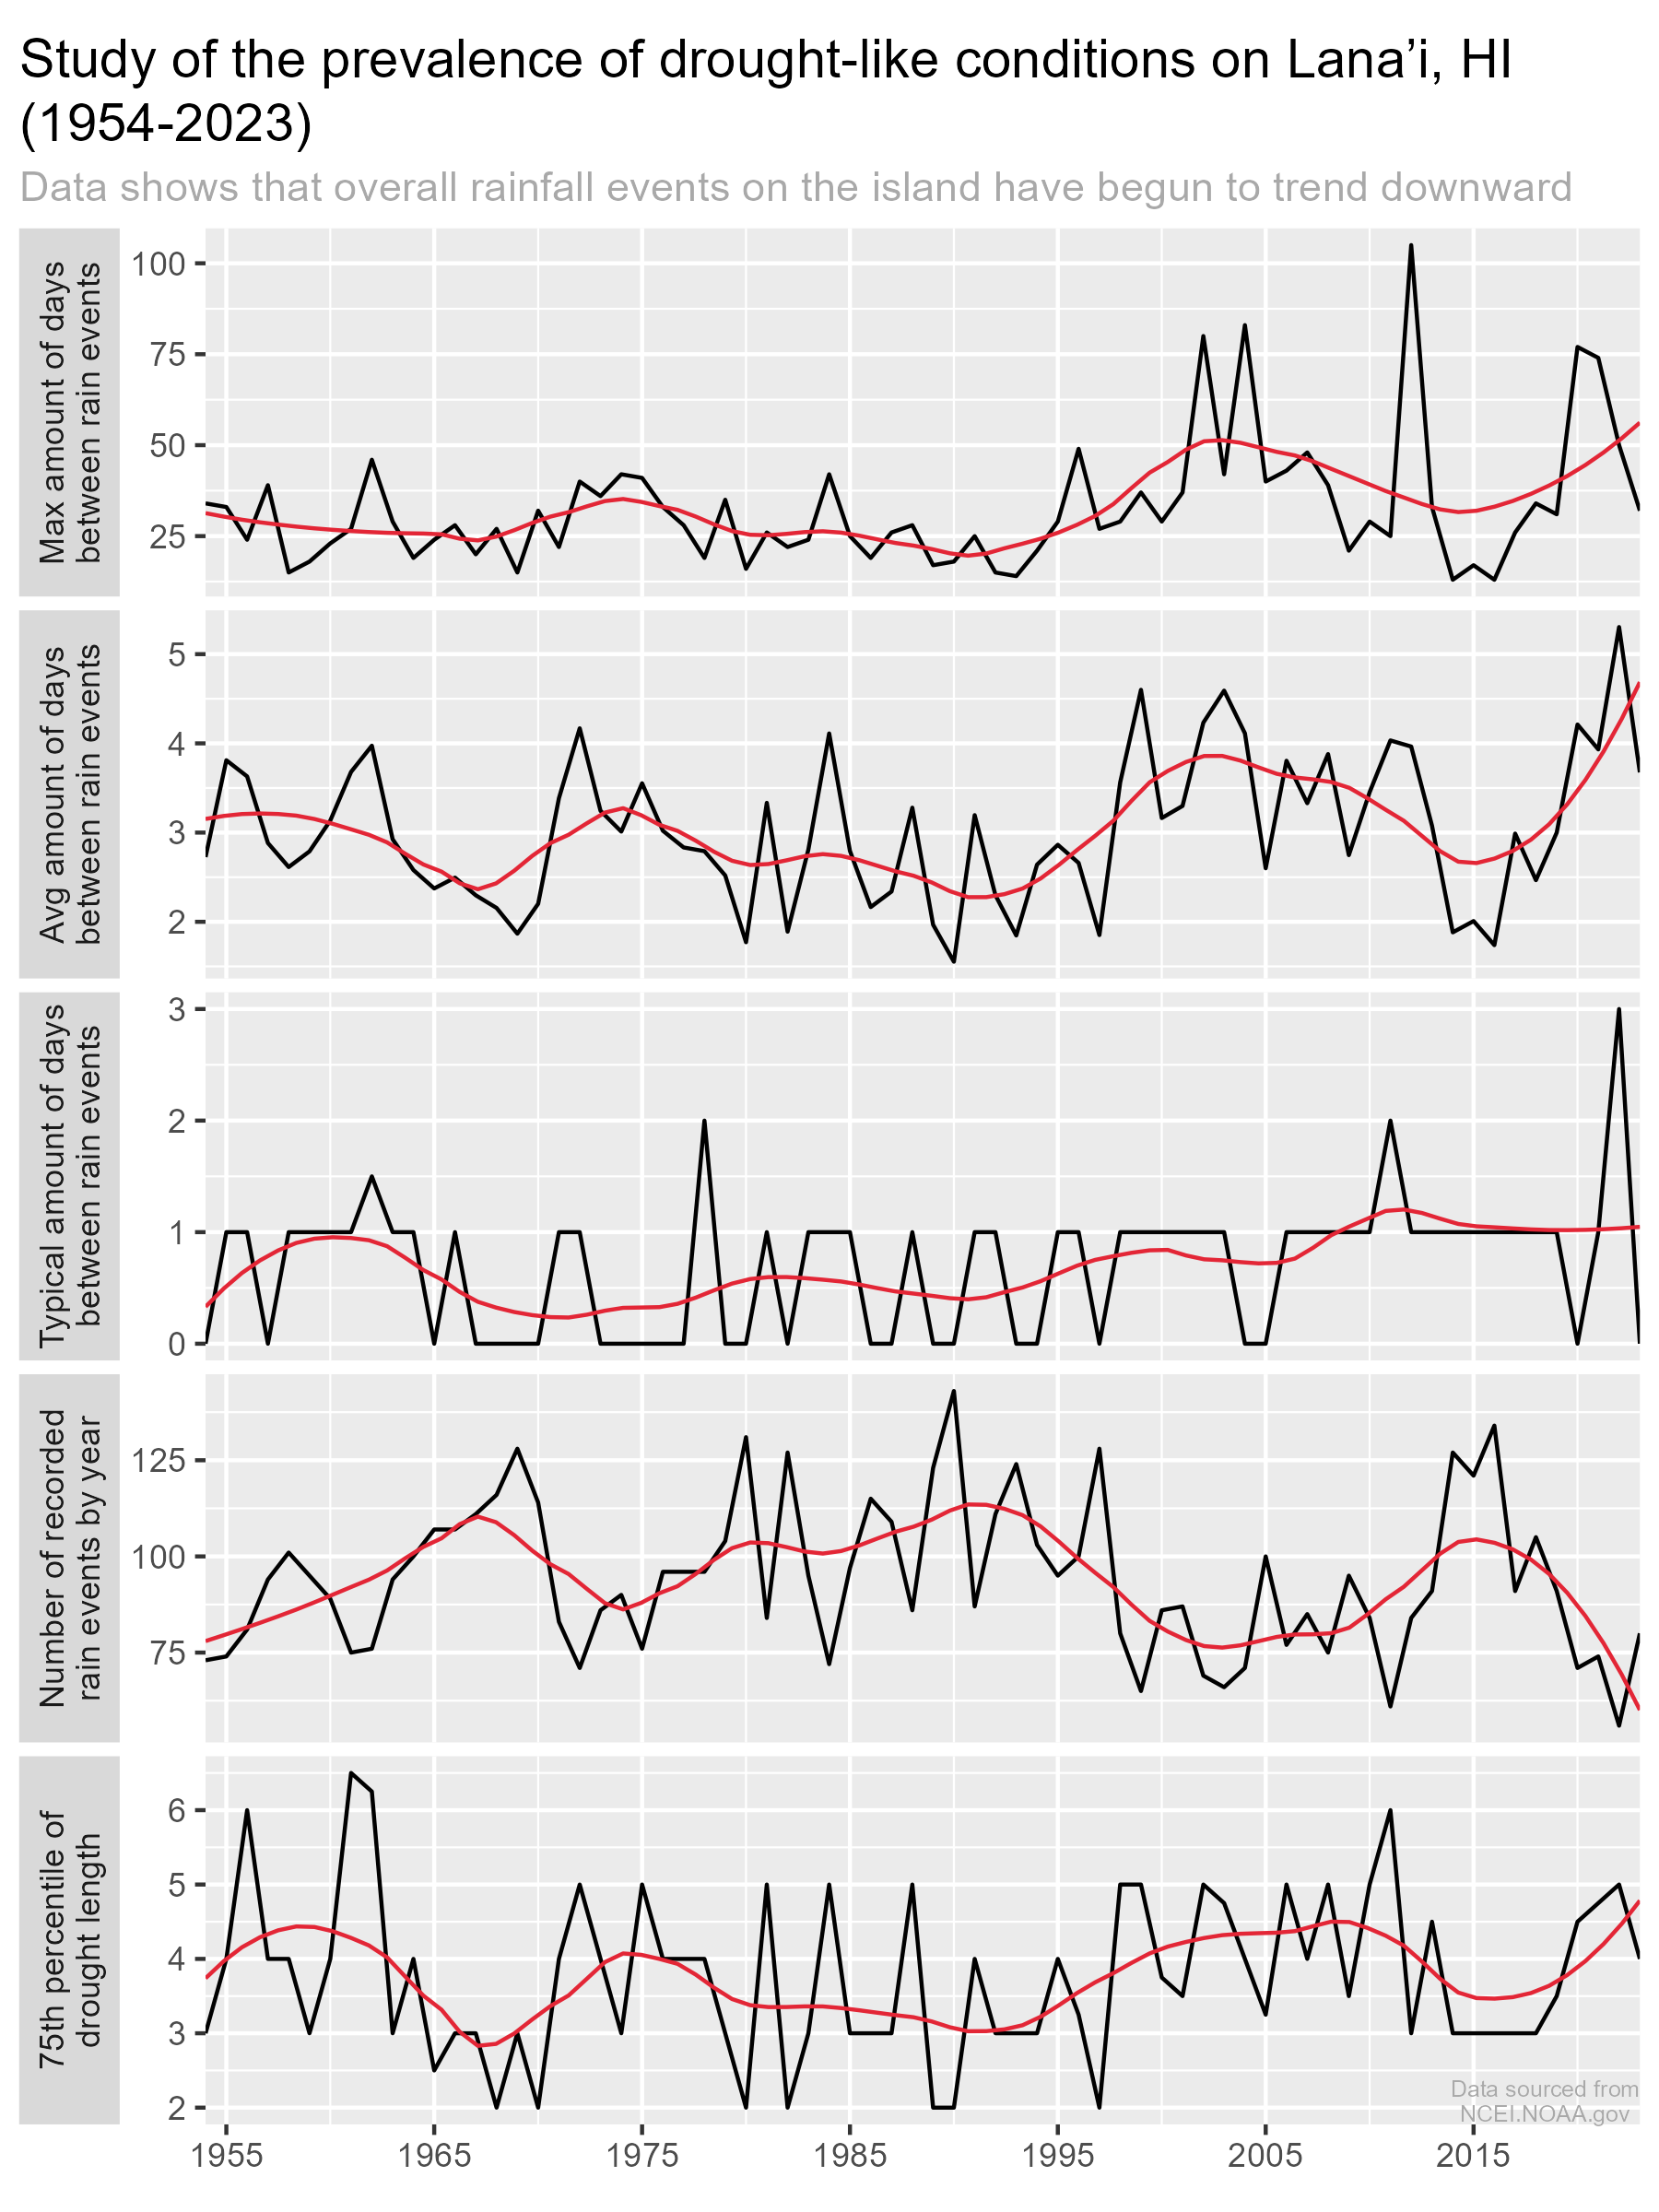 Study of the prevalence of drought-like conditions on Lana’i, HI
(1954-2023)
Data shows that overall rainfall events on the island have begun to trend downward
Max amount of days
between rain events
100
75
50
25
Avg amount of days
between rain events
5
4
3
2
Typical amount of days
between rain events
3
2
1
0
Number of recorded
rain events by year
125
100
75
75th percentile of
drought length
6
5
4
3
2
Data sourced from
NCEI.NOAA.gov
1955 1965 1975 1985 1995 2005 2015